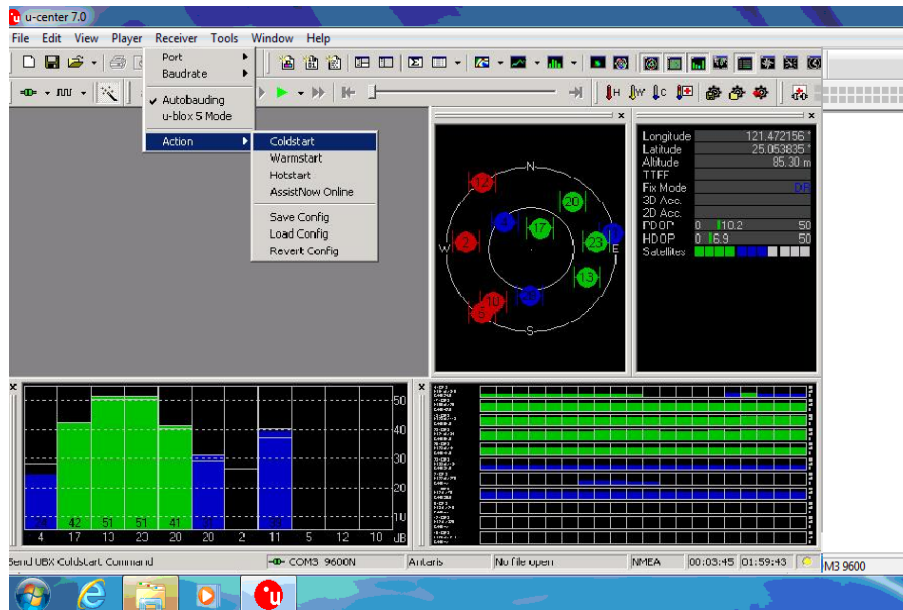 u-center 7.0
File Edit View Player Receiver Tools Window Help
Port
Baudrate
Autobauding
u-blox 5 Mode
Action
Coldstart
Warmstart
Hotstart
AssistNow Online
Save Config
Load Config
Revert Config
N
W
E
S
12
20
17
2
23
13
10
5
Longitude 121.472156 °
Latitude 25.053835 °
Altitude 85.30 m
TTFF
Fix Mode DR
3D Acc.
2D Acc.
PDOP 0 10.2 50
HDOP 0 6.9 50
Satellites
50
40
30
20
10
dB
42 51 51 41
4 17 13 23 20 20 2 11 5 12 10 dB
Send UBX Coldstart Command
COM3 9600N
Antaris
No file open
NMEA
00:03:45 01:59:43
M3 9600